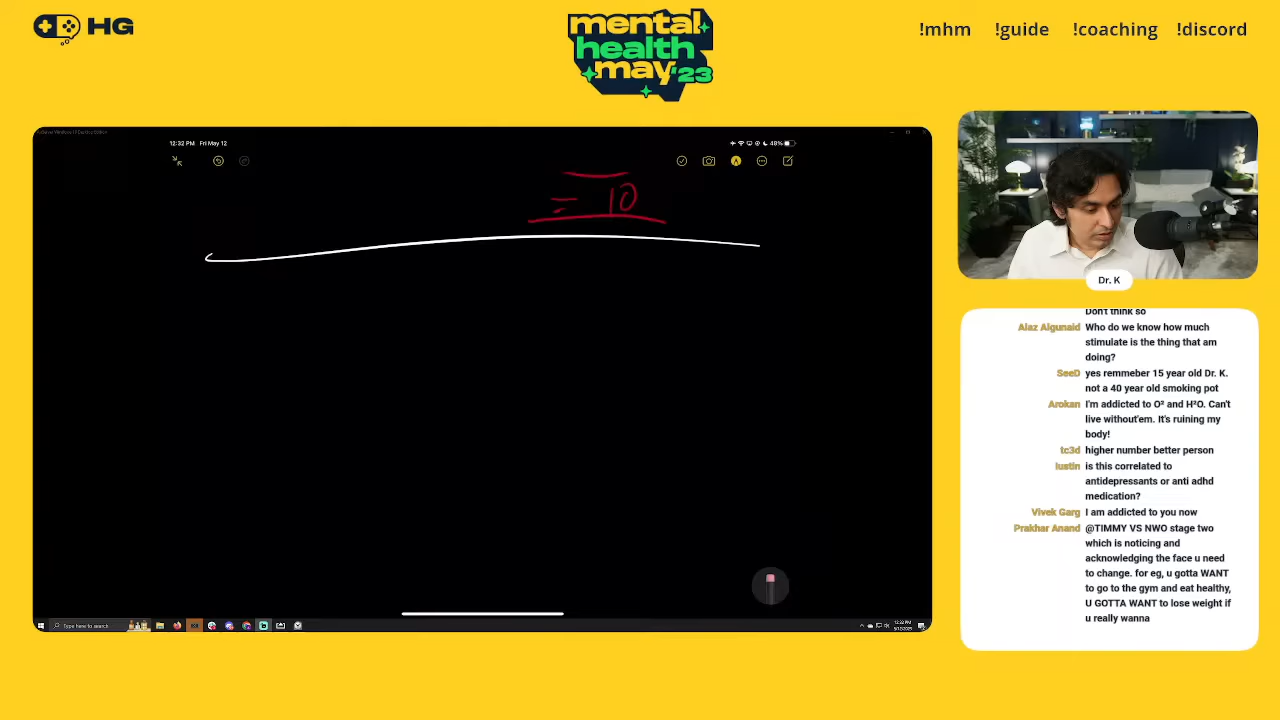 HG
mental
health
may'23
!mhm !guide !coaching !discord
12:32 PM Fri May 12
49%
= 10
Dr. K
Don't think so
Alaz Algunaid Who do we know how much
stimulate is the thing that am
doing?
SeeD yes remmeber 15 year old Dr. K.
not a 40 year old smoking pot
Arokan I'm addicted to O² and H²O. Can't
live without'em. It's ruining my
body!
tc3d higher number better person
Iustin is this correlated to
antidepressants or anti adhd
medication?
Vivek Garg I am addicted to you now
Prakhar Anand @TIMMY VS NWO stage two
which is noticing and
acknowledging the face u need
to change. for eg, u gotta WANT
to go to the gym and eat healthy,
U GOTTA WANT to lose weight if
u really wanna
Type here to search